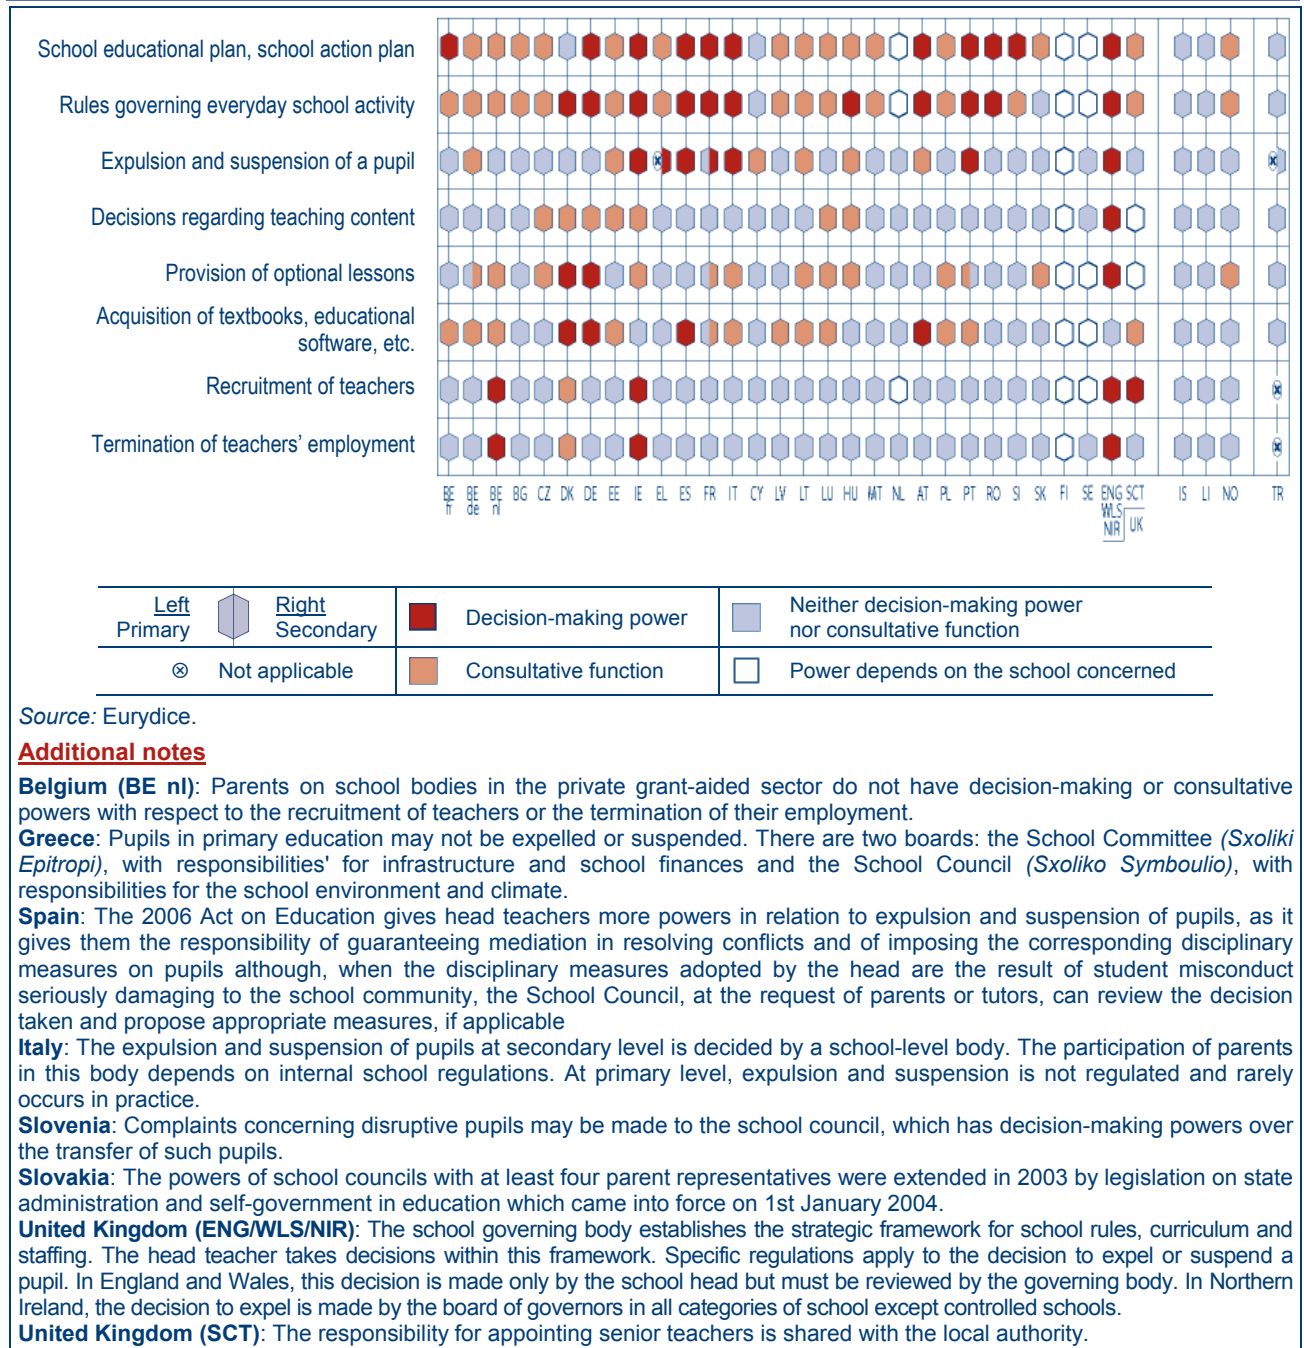 School educational plan, school action plan
Rules governing everyday school activity
Expulsion and suspension of a pupil
Decisions regarding teaching content
Provision of optional lessons
Acquisition of textbooks, educational
software, etc.
Recruitment of teachers
Termination of teachers' employment
BE fr BE de BE nl BG CZ DK DE EE IE EL ES FR IT CY LV LT LU HU MT NL AT PL PT RO SI SK FI SE ENG WLS NIR SCT UK IS LI NO TR
Left Primary Right Secondary Decision-making power Neither decision-making power nor consultative function
⊗ Not applicable Consultative function Power depends on the school concerned
Source: Eurydice.
Additional notes
Belgium (BE nl): Parents on school bodies in the private grant-aided sector do not have decision-making or consultative
powers with respect to the recruitment of teachers or the termination of their employment.
Greece: Pupils in primary education may not be expelled or suspended. There are two boards: the School Committee (Sxoliki
Epitropi), with responsibilities' for infrastructure and school finances and the School Council (Sxoliko Symboulio), with
responsibilities for the school environment and climate.
Spain: The 2006 Act on Education gives head teachers more powers in relation to expulsion and suspension of pupils, as it
gives them the responsibility of guaranteeing mediation in resolving conflicts and of imposing the corresponding disciplinary
measures on pupils although, when the disciplinary measures adopted by the head are the result of student misconduct
seriously damaging to the school community, the School Council, at the request of parents or tutors, can review the decision
taken and propose appropriate measures, if applicable
Italy: The expulsion and suspension of pupils at secondary level is decided by a school-level body. The participation of parents
in this body depends on internal school regulations. At primary level, expulsion and suspension is not regulated and rarely
occurs in practice.
Slovenia: Complaints concerning disruptive pupils may be made to the school council, which has decision-making powers over
the transfer of such pupils.
Slovakia: The powers of school councils with at least four parent representatives were extended in 2003 by legislation on state
administration and self-government in education which came into force on 1st January 2004.
United Kingdom (ENG/WLS/NIR): The school governing body establishes the strategic framework for school rules, curriculum and
staffing. The head teacher takes decisions within this framework. Specific regulations apply to the decision to expel or suspend a
pupil. In England and Wales, this decision is made only by the school head but must be reviewed by the governing body. In Northern
Ireland, the decision to expel is made by the board of governors in all categories of school except controlled schools.
United Kingdom (SCT): The responsibility for appointing senior teachers is shared with the local authority.